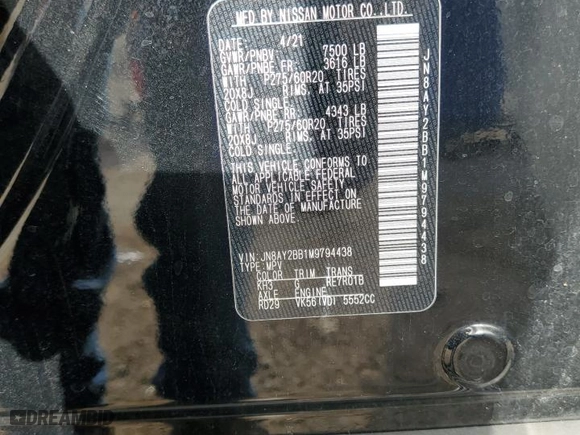 MFD.BY NISSAN MOTOR CO.,LTD.
DATE 4/21
GVWR/PNBV 7500 LB
GAWR/PNBE FR: 3616 LB
WITH P275/60R20 TIRES
20X8J RIMS, AT 35PSI
COLD SINGLE
GAWR/PNBE RR: 4343 LB
WITH P275/60R20 TIRES
20X8J RIMS, AT 35PSI
COLD SINGLE
THIS VEHICLE CONFORMS TO
ALL APPLICABLE FEDERAL
MOTOR VEHICLE SAFETY
STANDARDS IN EFFECT ON
THE DATE OF MANUFACTURE
SHOWN ABOVE.
VIN: JN8AY2BB1M9794438
TYPE: MPV
COLOR TRIM TRANS
KH3 G RE7R01B
AXLE ENGINE
RD29 VK56(VD) 5552CC
JN8AY2BB1M9794438
DREAMBID